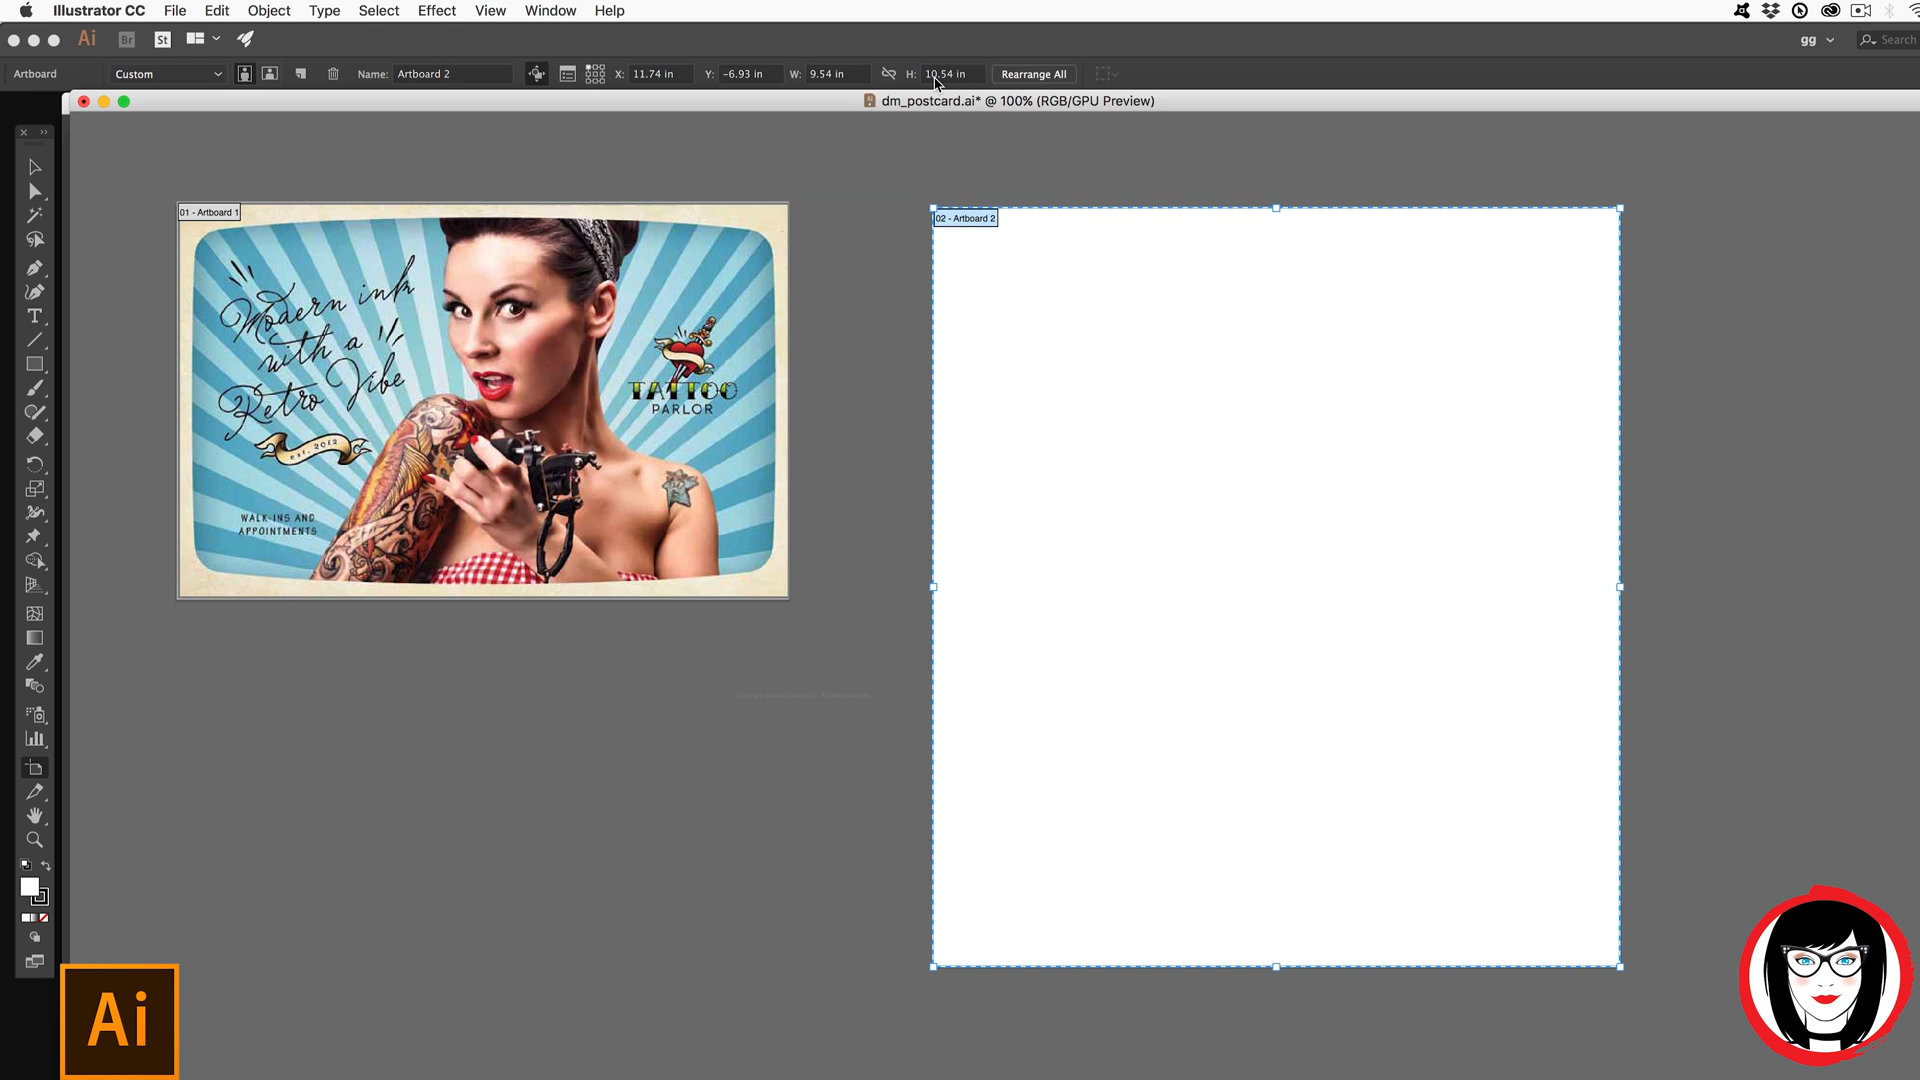 Illustrator CC File Edit Object Type Select Effect View Window Help
Ai Br St gg Search
Artboard Custom Name: Artboard 2 X: 11.74 in Y: -6.93 in W: 9.54 in H: 10.54 in Rearrange All
dm_postcard.ai* @ 100% (RGB/GPU Preview)
01 - Artboard 1
02 - Artboard 2
Modern ink
with a
Retro Vibe
est. 2012
TATTOO
PARLOR
WALK-INS AND
APPOINTMENTS
T
Ai